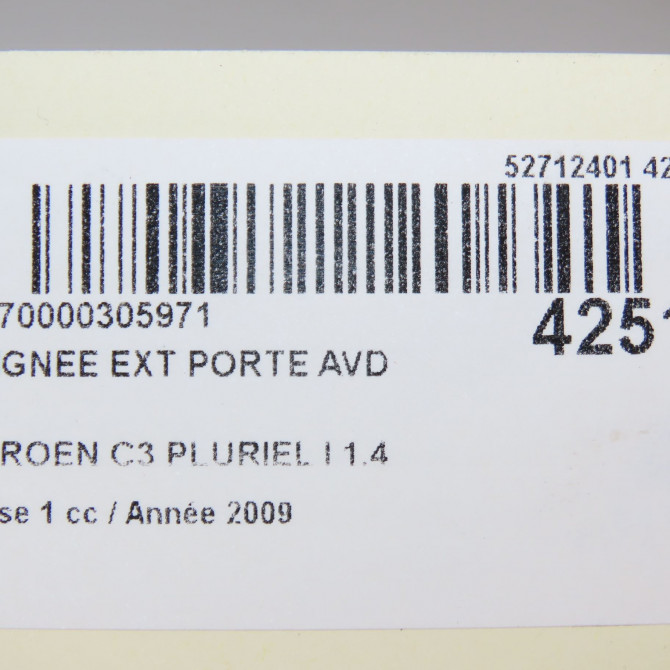 52712401 42
70000305971
4251
GNEE EXT PORTE AVD
ROEN C3 PLURIEL I 1.4
se 1 cc / Année 2009